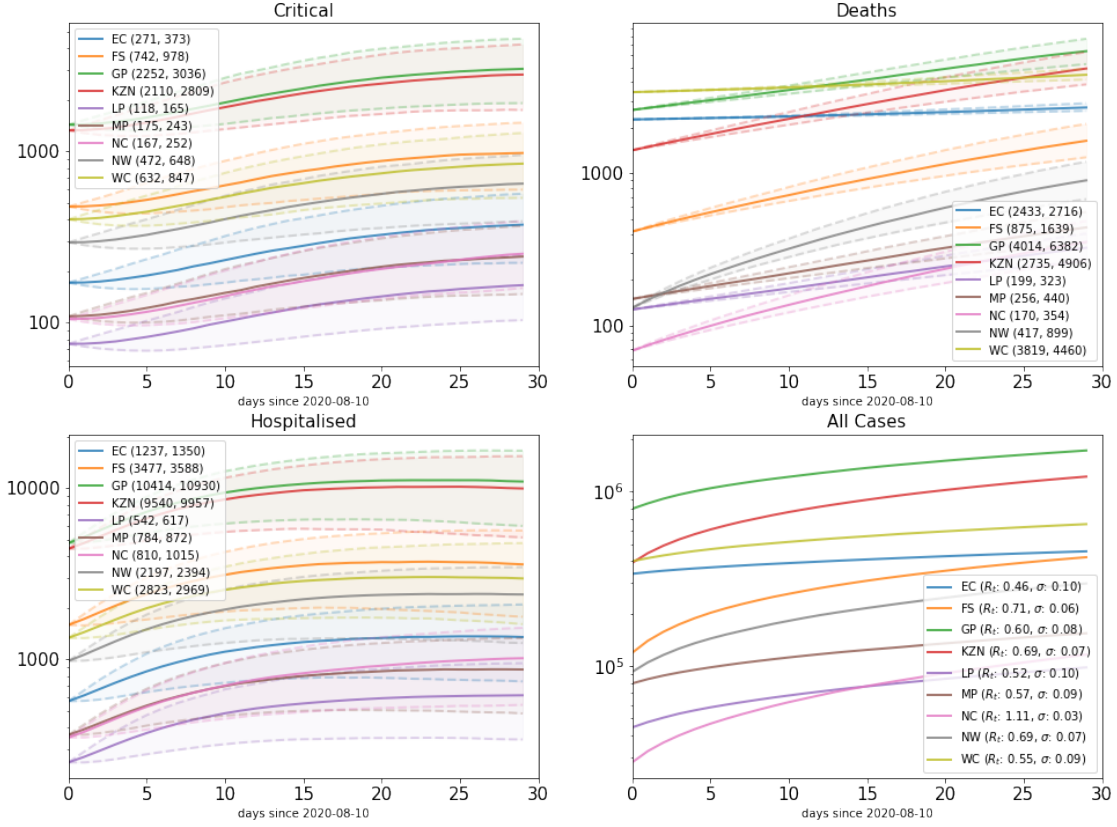 Critical
EC (271, 373)
FS (742, 978)
GP (2252, 3036)
KZN (2110, 2809)
LP (118, 165)
MP (175, 243)
NC (167, 252)
NW (472, 648)
WC (632, 847)
1000
100
0 5 10 15 20 25 30
days since 2020-08-10
Deaths
1000
100
EC (2433, 2716)
FS (875, 1639)
GP (4014, 6382)
KZN (2735, 4906)
LP (199, 323)
MP (256, 440)
NC (170, 354)
NW (417, 899)
WC (3819, 4460)
0 5 10 15 20 25 30
days since 2020-08-10
Hospitalised
EC (1237, 1350)
FS (3477, 3588)
GP (10414, 10930)
KZN (9540, 9957)
LP (542, 617)
MP (784, 872)
NC (810, 1015)
NW (2197, 2394)
WC (2823, 2969)
10000
1000
0 5 10 15 20 25 30
days since 2020-08-10
All Cases
10⁶
10⁵
EC (Rₜ: 0.46, σ: 0.10)
FS (Rₜ: 0.71, σ: 0.06)
GP (Rₜ: 0.60, σ: 0.08)
KZN (Rₜ: 0.69, σ: 0.07)
LP (Rₜ: 0.52, σ: 0.10)
MP (Rₜ: 0.57, σ: 0.09)
NC (Rₜ: 1.11, σ: 0.03)
NW (Rₜ: 0.69, σ: 0.07)
WC (Rₜ: 0.55, σ: 0.09)
0 5 10 15 20 25 30
days since 2020-08-10